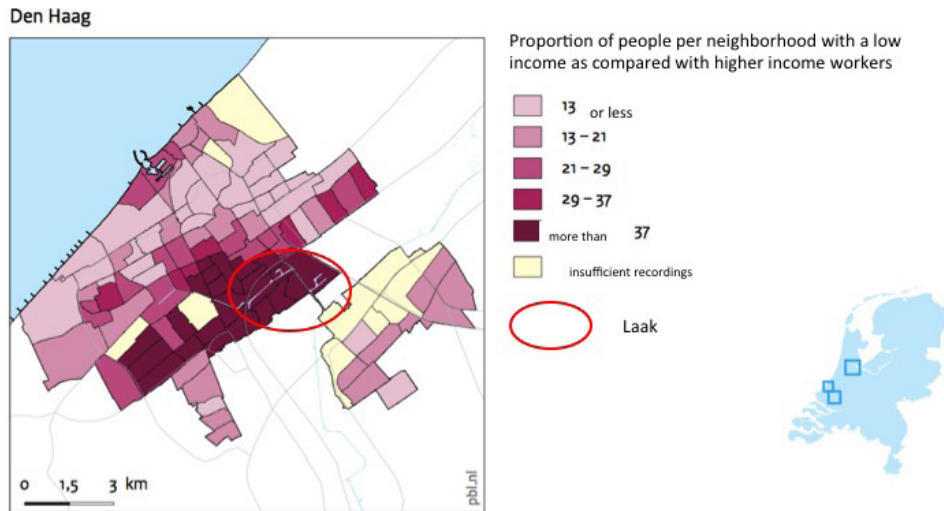 Den Haag
Proportion of people per neighborhood with a low
income as compared with higher income workers
13 or less
13 – 21
21 – 29
29 – 37
more than 37
insufficient recordings
Laak
0 1,5 3 km
pbl.nl